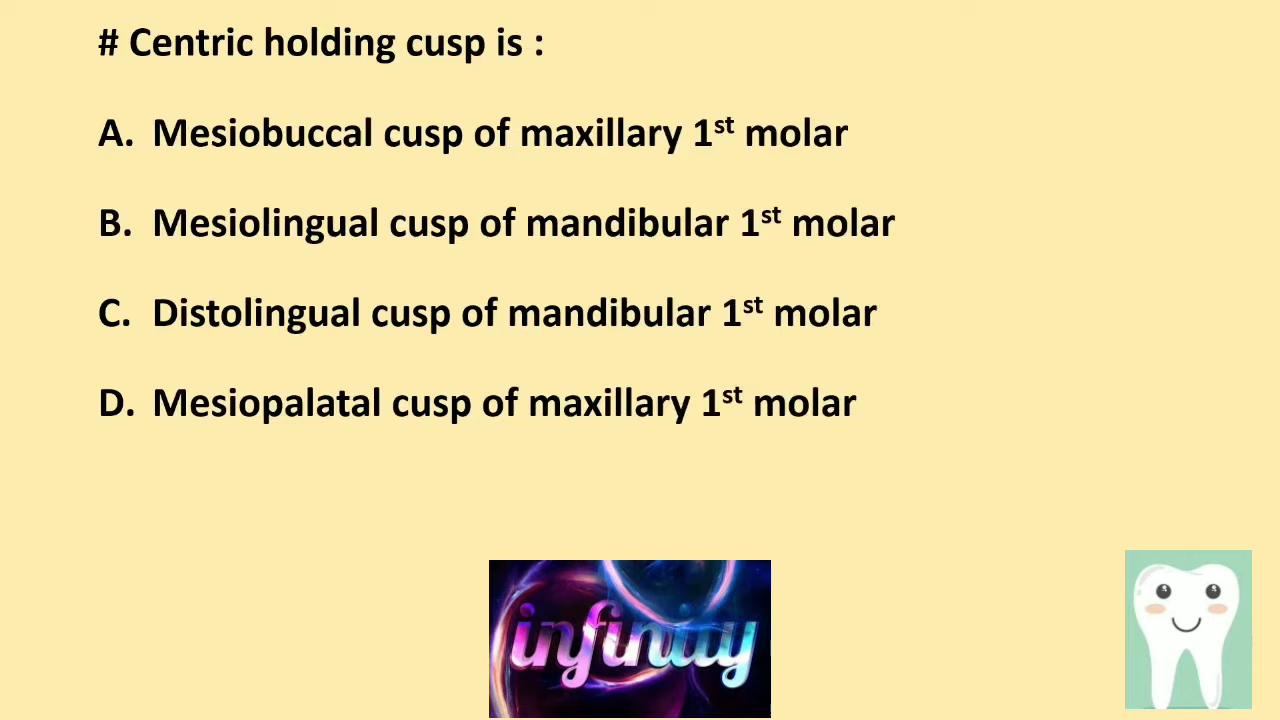 # Centric holding cusp is :
A. Mesiobuccal cusp of maxillary 1st molar
B. Mesiolingual cusp of mandibular 1st molar
C. Distolingual cusp of mandibular 1st molar
D. Mesiopalatal cusp of maxillary 1st molar
infinity